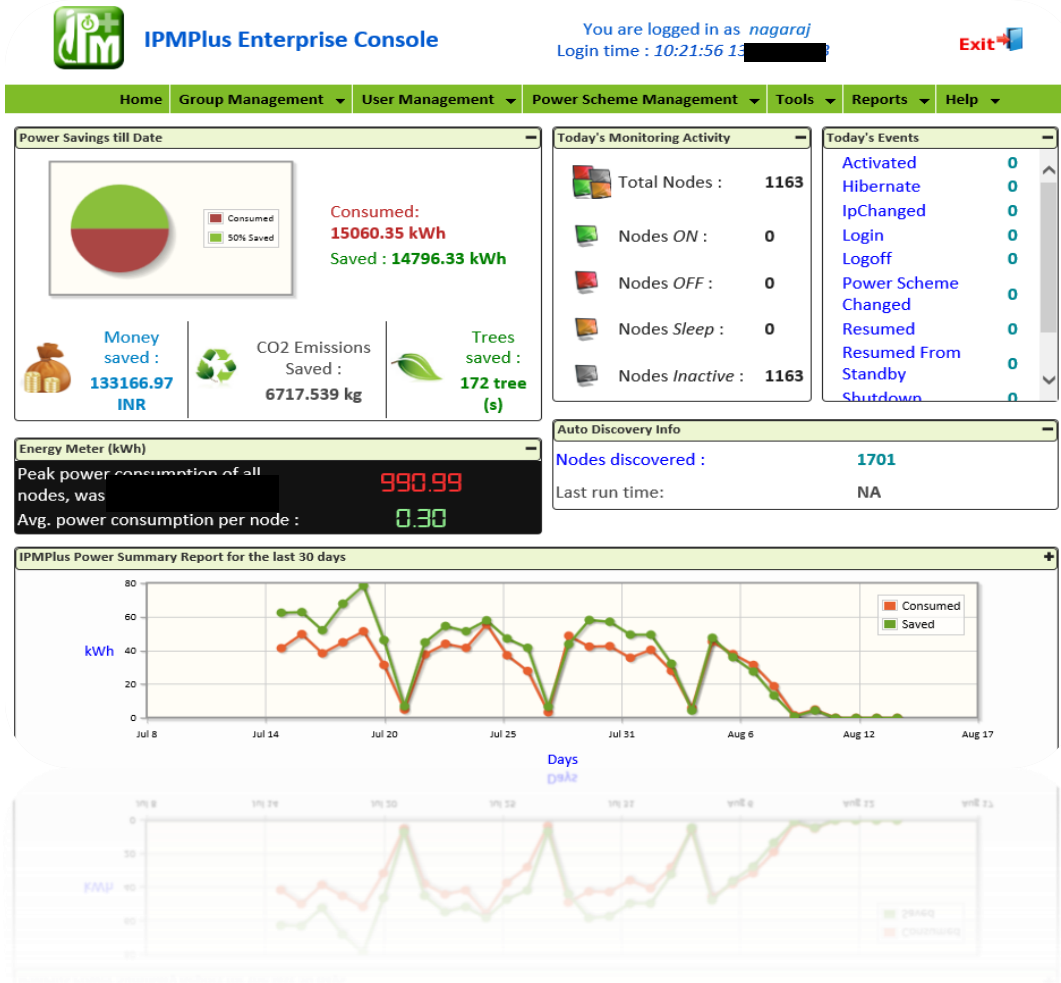 IPM+
IPMPlus Enterprise Console
You are logged in as nagaraj
Login time : 10:21:56 13
Exit
Home Group Management User Management Power Scheme Management Tools Reports Help
Power Savings till Date
Consumed
50% Saved
Consumed:
15060.35 kWh
Saved : 14796.33 kWh
Money
saved :
133166.97
INR
CO2 Emissions
Saved :
6717.539 kg
Trees
saved :
172 tree
(s)
Today's Monitoring Activity
Total Nodes : 1163
Nodes ON : 0
Nodes OFF : 0
Nodes Sleep : 0
Nodes Inactive : 1163
Today's Events
Activated 0
Hibernate 0
IpChanged 0
Login 0
Logoff 0
Power Scheme
Changed 0
Resumed 0
Resumed From
Standby 0
Shutdown 0
Energy Meter (kWh)
Peak power consumption of all
nodes, was 990.99
Avg. power consumption per node : 0.30
Auto Discovery Info
Nodes discovered : 1701
Last run time: NA
IPMPlus Power Summary Report for the last 30 days
80
60
kWh 40
20
0
Consumed
Saved
Jul 8 Jul 14 Jul 20 Jul 25 Jul 31 Aug 6 Aug 12 Aug 17
Days